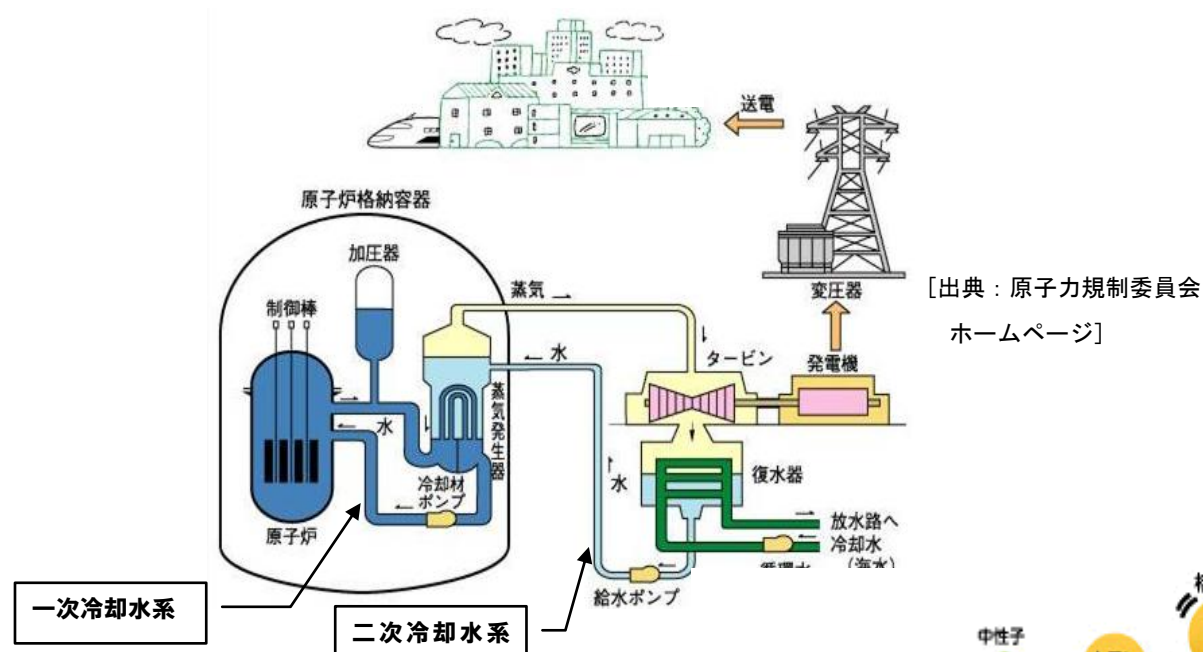 送電
原子炉格納容器
加圧器
制御棒
蒸気
変圧器
[出典：原子力規制委員会
ホームページ]
水
タービン
発電機
水
蒸気発生器
水
復水器
冷却材
ポンプ
原子炉
放水路へ
冷却水
(海水)
給水ポンプ
一次冷却水系
二次冷却水系
中性子